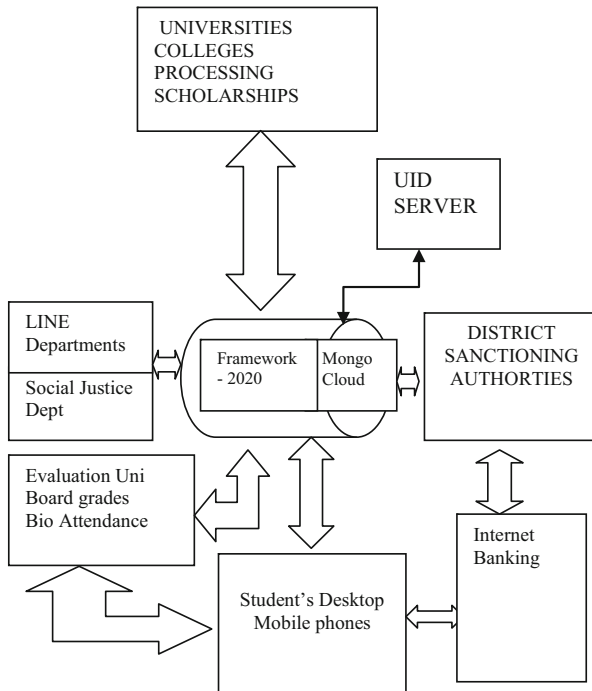 UNIVERSITIES
COLLEGES
PROCESSING
SCHOLARSHIPS
UID
SERVER
LINE
Departments
Social Justice
Dept
Framework
- 2020
Mongo
Cloud
DISTRICT
SANCTIONING
AUTHORTIES
Evaluation Uni
Board grades
Bio Attendance
Student's Desktop
Mobile phones
Internet
Banking